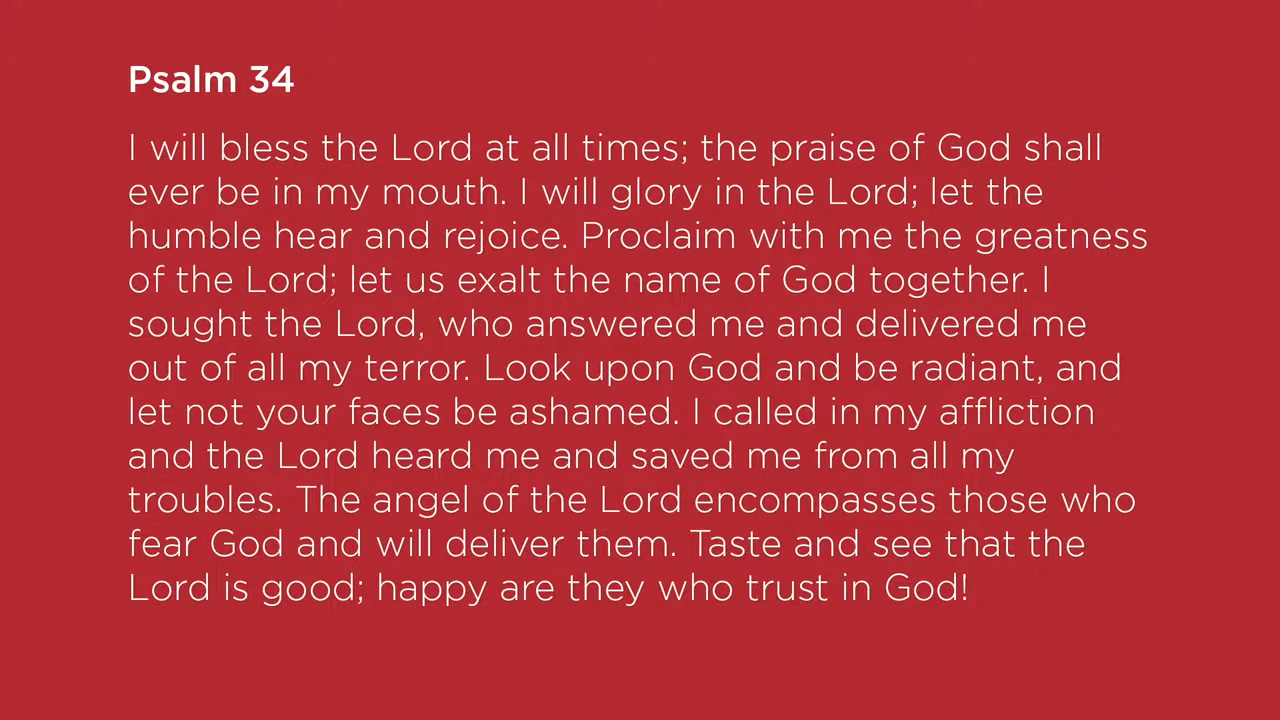 Psalm 34
I will bless the Lord at all times; the praise of God shall
ever be in my mouth. I will glory in the Lord; let the
humble hear and rejoice. Proclaim with me the greatness
of the Lord; let us exalt the name of God together. I
sought the Lord, who answered me and delivered me
out of all my terror. Look upon God and be radiant, and
let not your faces be ashamed. I called in my affliction
and the Lord heard me and saved me from all my
troubles. The angel of the Lord encompasses those who
fear God and will deliver them. Taste and see that the
Lord is good; happy are they who trust in God!